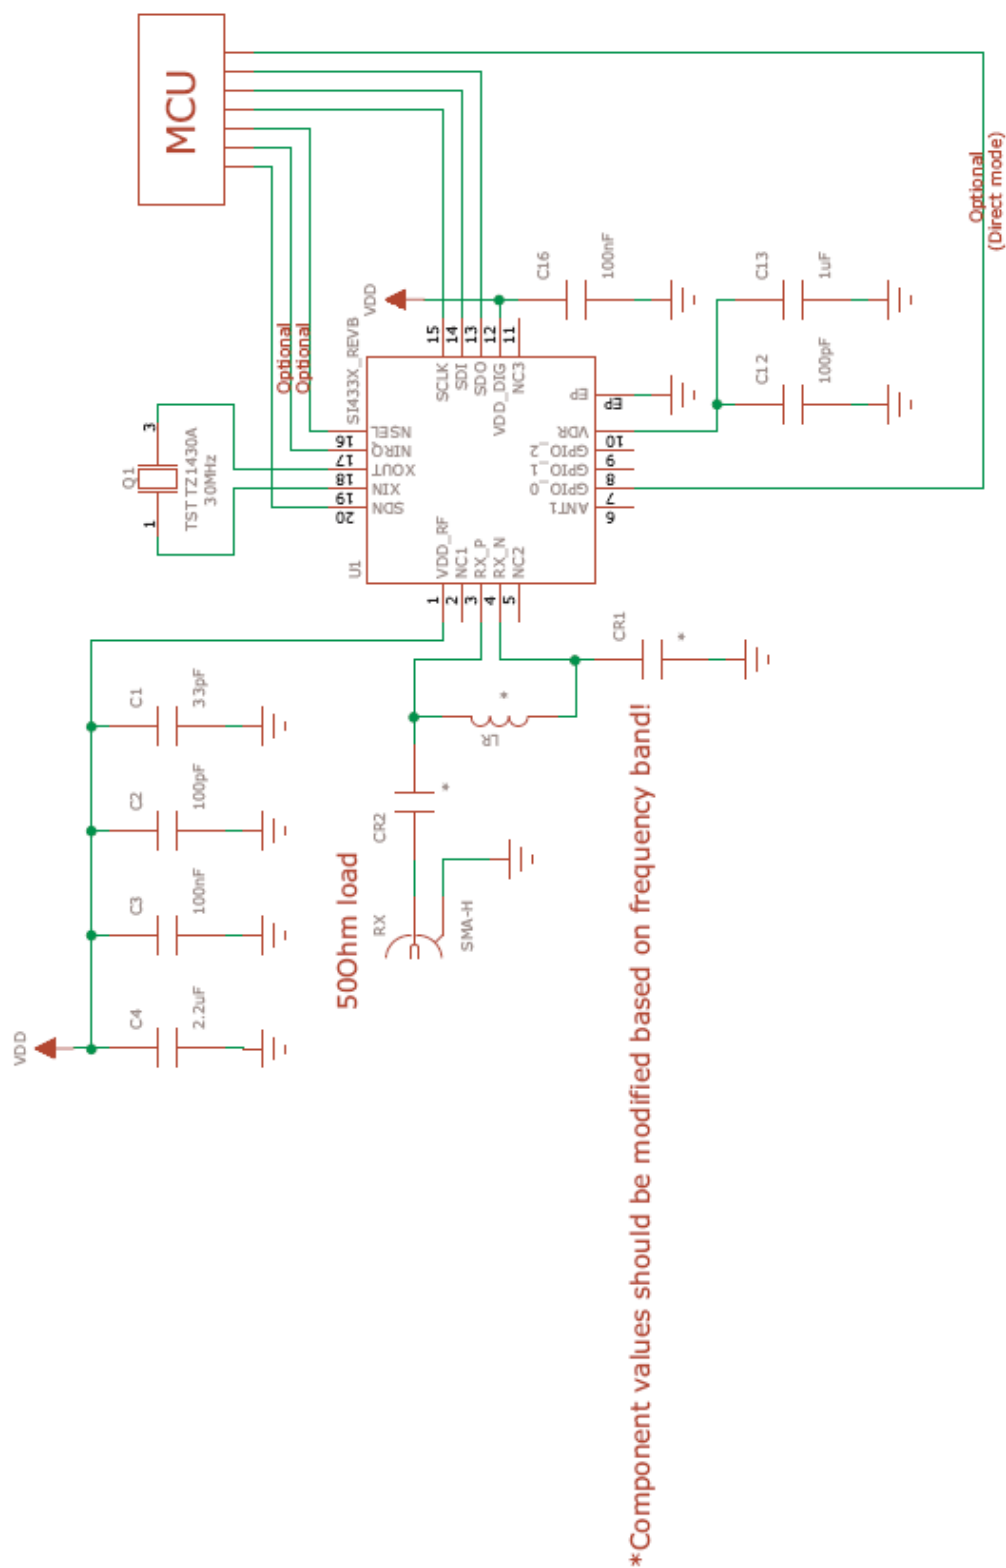 MCU
Optional
(Direct mode)
Optional
Optional
VDD
C16
100nF
C13
1uF
C12
100pF
Q1
3
1
TST TZ1430A
30MHz
SI433X_REVB
U1
15
14
13
12
11
SCLK
SDI
SDO
VDD_DIG
NC3
EP
EP
NSEL
NIRQ
XOUT
XIN
SDN
16
17
18
19
20
VDR
GPIO_2
GPIO_1
GPIO_0
ANT1
10
9
8
7
6
VDD_RF
NC1
RX_P
RX_N
NC2
1
2
3
4
5
VDD
C1
33pF
C2
100pF
C3
100nF
C4
2.2uF
CR1
*
LR
*
CR2
*
RX
SMA-H
50Ohm load
*Component values should be modified based on frequency band!